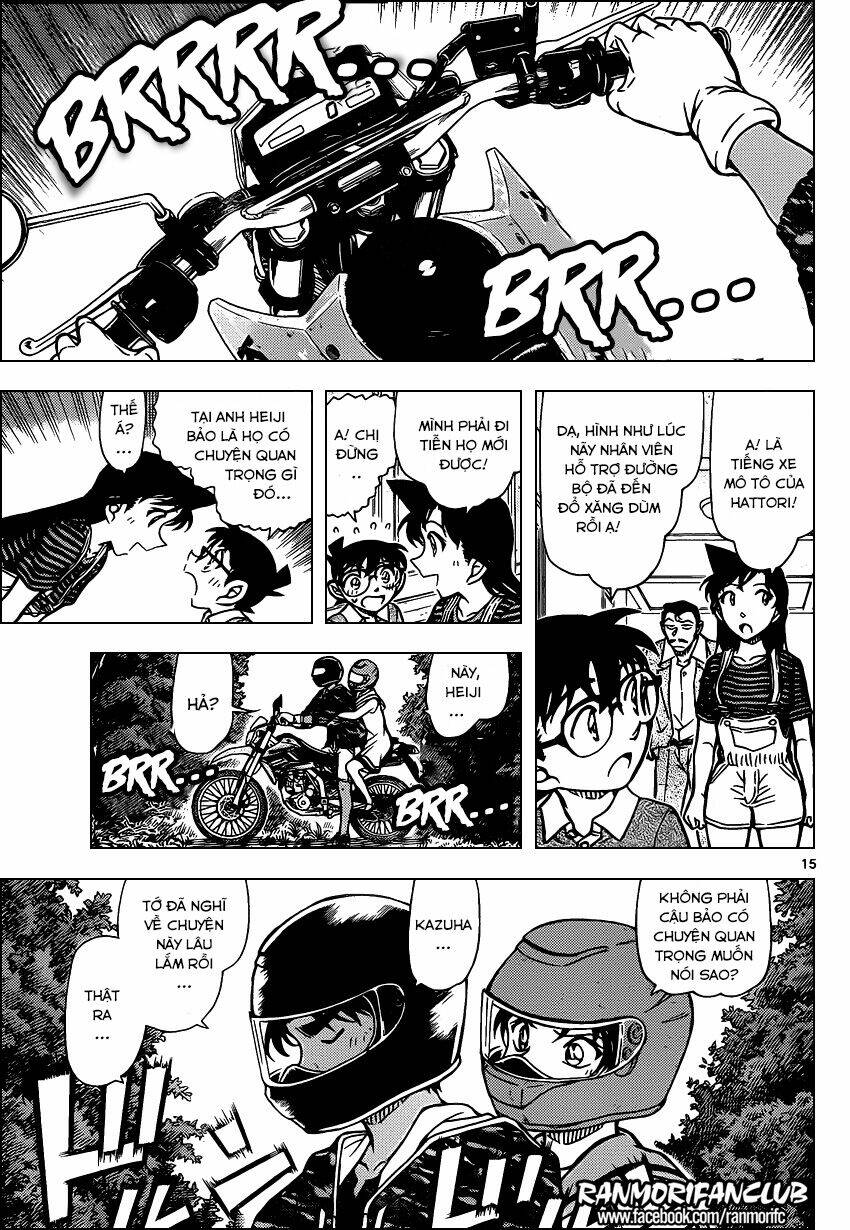 BRRRR...
BRR...
A! LÀ
TIẾNG XE
MÔ TÔ CỦA
HATTORI!
DẠ, HÌNH NHƯ LÚC
NÃY NHÂN VIÊN
HỖ TRỢ ĐƯỜNG
BỘ ĐÃ ĐẾN
ĐỔ XĂNG DÙM
RỒI Ạ!
MÌNH PHẢI ĐI
TIỄN HỌ MỚI
ĐƯỢC!
A! CHỊ
ĐỪNG
..
TẠI ANH HEIJI
BẢO LÀ HỌ CÓ
CHUYỆN QUAN
TRỌNG GÌ
ĐÓ...
THẾ
Á?
...
NÀY,
HEIJI
...
HẢ?
BRR...
BRR...
15
KHÔNG PHẢI
CẬU BẢO CÓ
CHUYỆN QUAN
TRỌNG MUỐN
NÓI SAO?
KAZUHA
...
TỚ ĐÃ NGHĨ
VỀ CHUYỆN
NÀY LÂU
LẮM RỒI
...
THẬT
RA
...
ドドン
RANMORIFANCLUB
www.facebook.com/ranmorifc